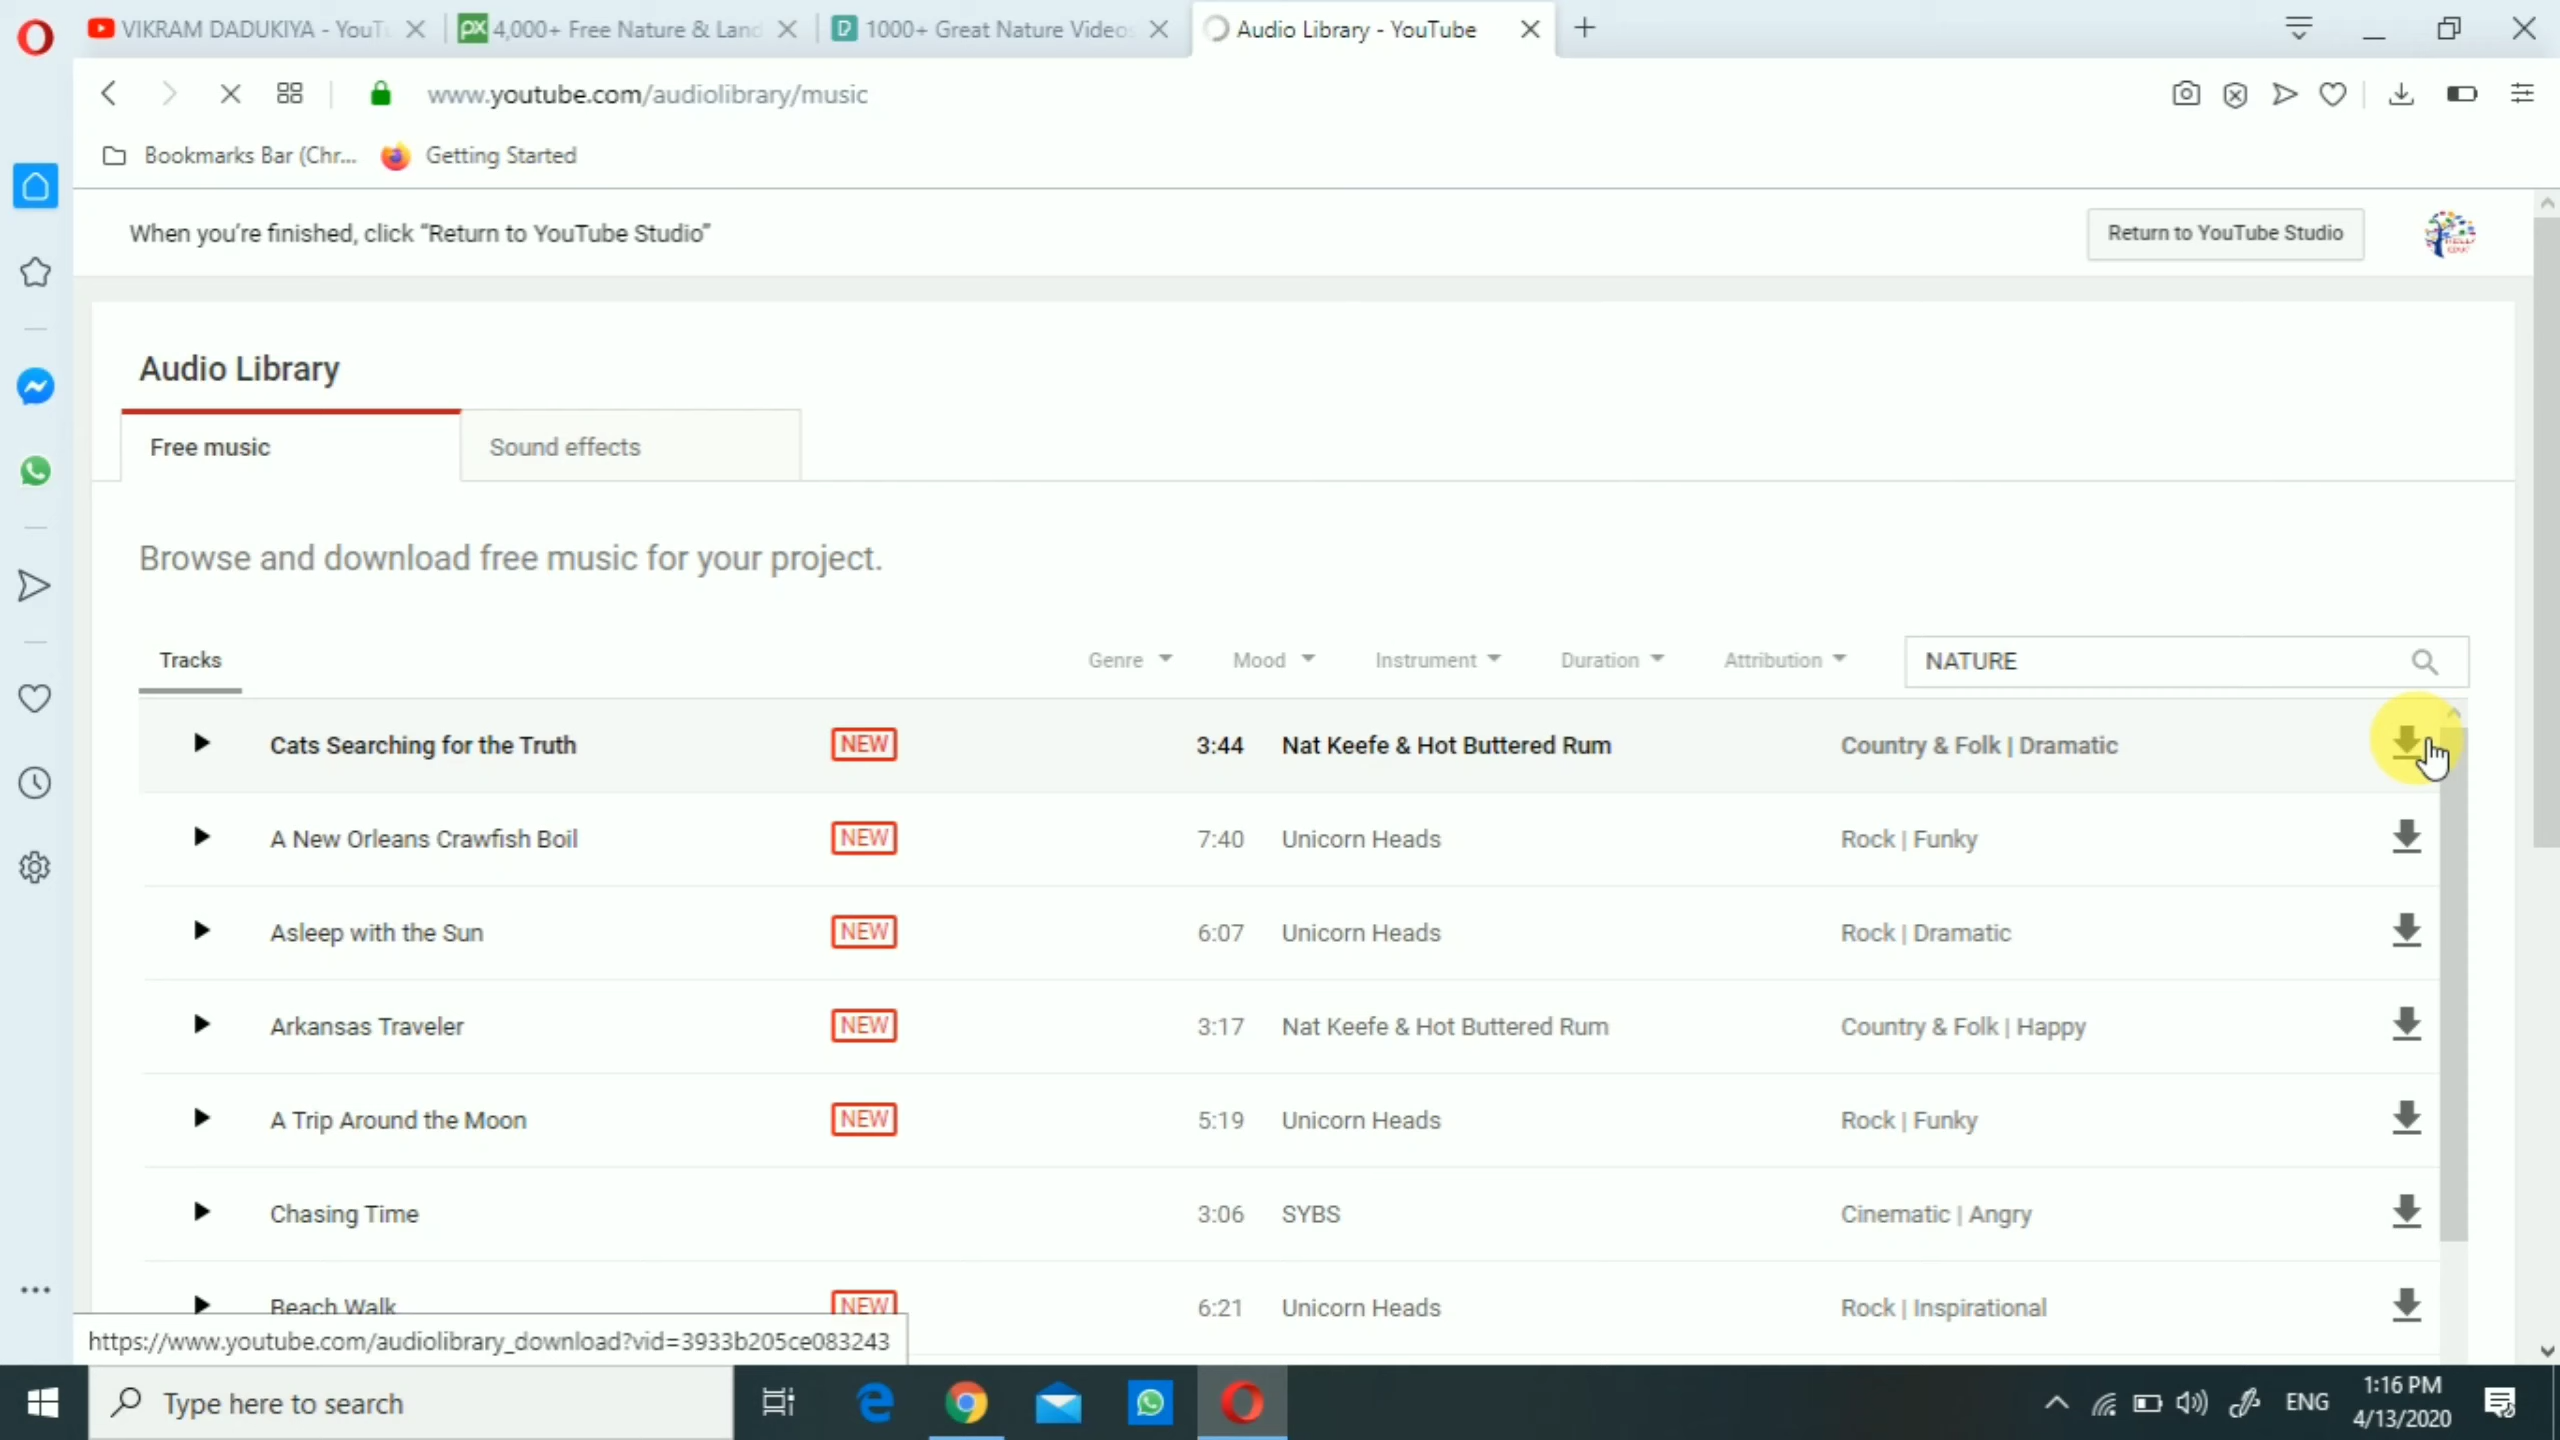 VIKRAM DADUKIYA - YouTu
4,000+ Free Nature & Land
1000+ Great Nature Videos
Audio Library - YouTube
www.youtube.com/audiolibrary/music
Bookmarks Bar (Chr...
Getting Started
When you're finished, click “Return to YouTube Studio”
Return to YouTube Studio
Audio Library
Free music
Sound effects
Browse and download free music for your project.
Tracks
Genre
Mood
Instrument
Duration
Attribution
NATURE
Cats Searching for the Truth NEW 3:44 Nat Keefe & Hot Buttered Rum Country & Folk | Dramatic
A New Orleans Crawfish Boil NEW 7:40 Unicorn Heads Rock | Funky
Asleep with the Sun NEW 6:07 Unicorn Heads Rock | Dramatic
Arkansas Traveler NEW 3:17 Nat Keefe & Hot Buttered Rum Country & Folk | Happy
A Trip Around the Moon NEW 5:19 Unicorn Heads Rock | Funky
Chasing Time 3:06 SYBS Cinematic | Angry
Beach Walk NEW 6:21 Unicorn Heads Rock | Inspirational
https://www.youtube.com/audiolibrary_download?vid=3933b205ce083243
Type here to search
ENG
1:16 PM
4/13/2020